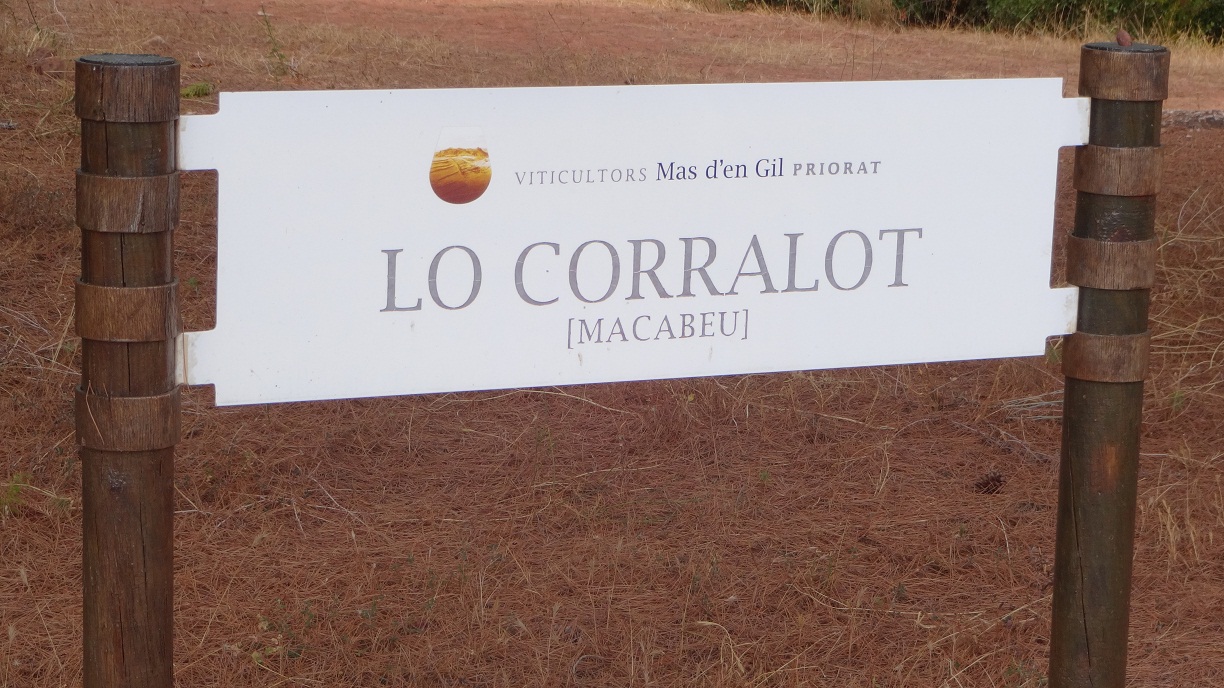 VITICULTORS Mas d'en Gil PRIORAT
LO CORRALOT
[MACABEU]